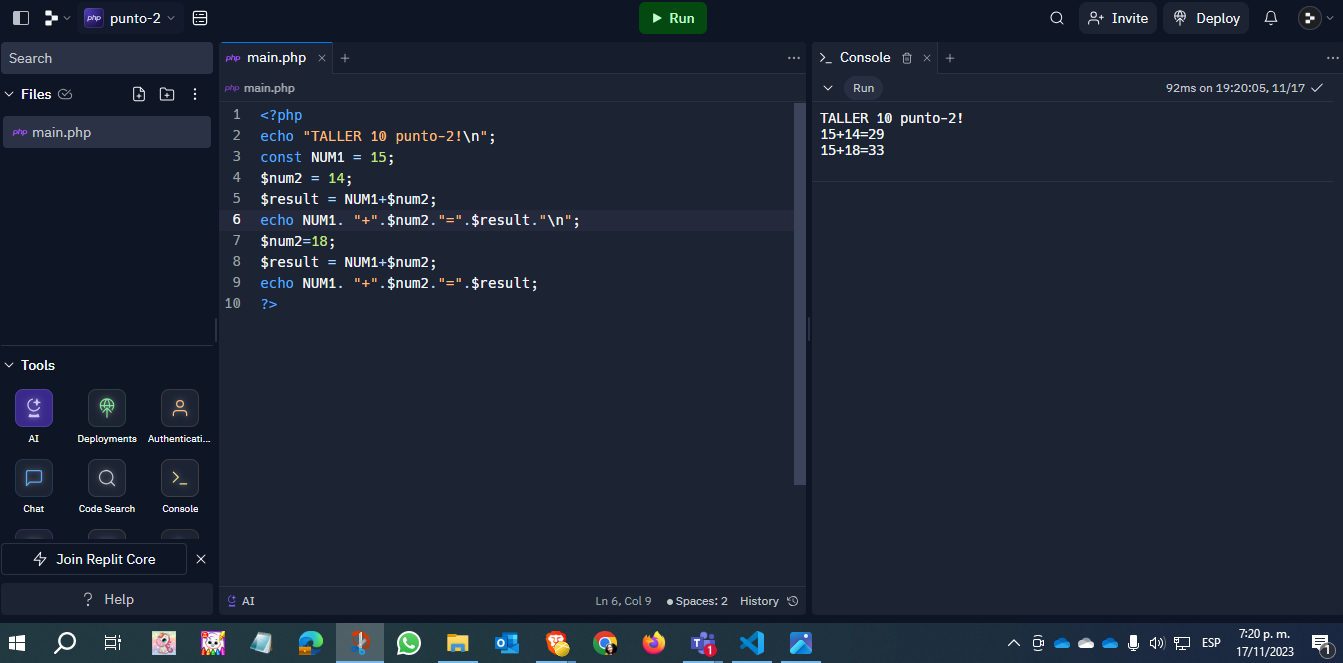 php punto-2
Run
Invite
Deploy
Search
Files
php main.php
Tools
AI
Deployments
Authenticati...
Chat
Code Search
Console
Join Replit Core
? Help
php main.php
php main.php
1 <?php
2 echo "TALLER 10 punto-2!\n";
3 const NUM1 = 15;
4 $num2 = 14;
5 $result = NUM1+$num2;
6 echo NUM1. "+".$num2."=".$result."\n";
7 $num2=18;
8 $result = NUM1+$num2;
9 echo NUM1. "+".$num2."=".$result;
10 ?>
AI
Ln 6, Col 9
Spaces: 2
History
Console
Run
92ms on 19:20:05, 11/17
TALLER 10 punto-2!
15+14=29
15+18=33
1
ESP
7:20 p. m.
17/11/2023
1